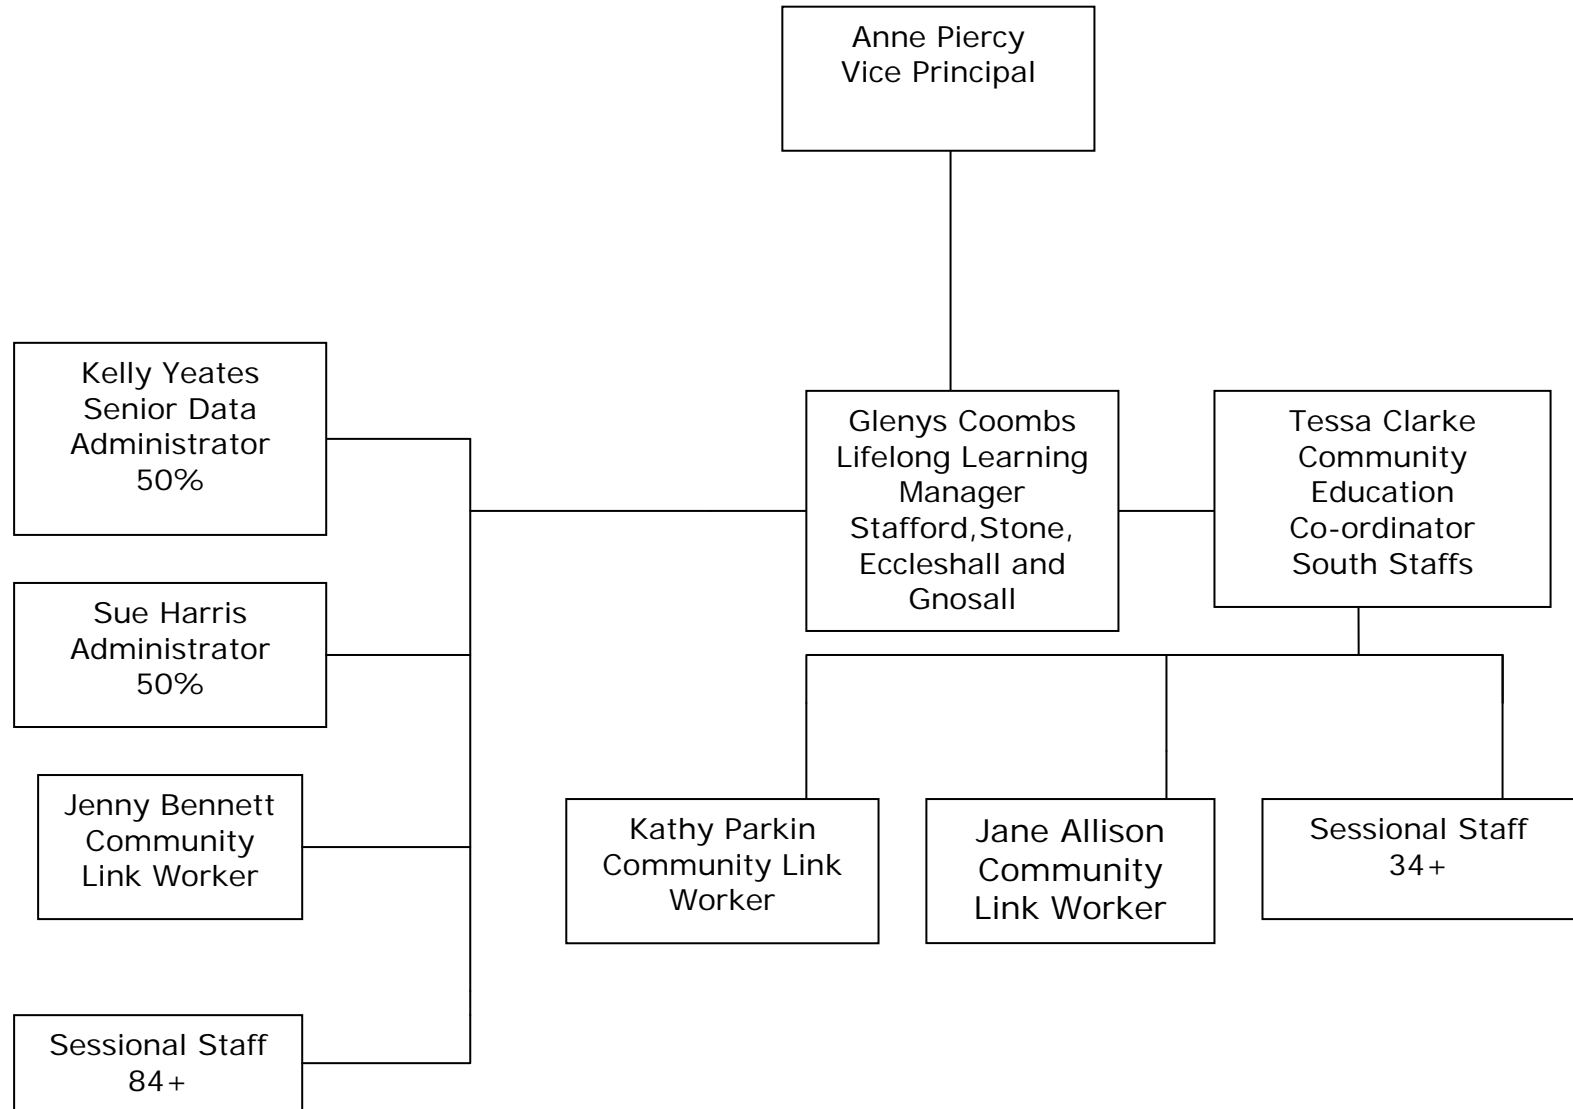 Anne Piercy
Vice Principal
Kelly Yeates
Senior Data
Administrator
50%
Glenys Coombs
Lifelong Learning
Manager
Stafford,Stone,
Eccleshall and
Gnosall
Tessa Clarke
Community
Education
Co-ordinator
South Staffs
Sue Harris
Administrator
50%
Jenny Bennett
Community
Link Worker
Kathy Parkin
Community Link
Worker
Jane Allison
Community
Link Worker
Sessional Staff
34+
Sessional Staff
84+